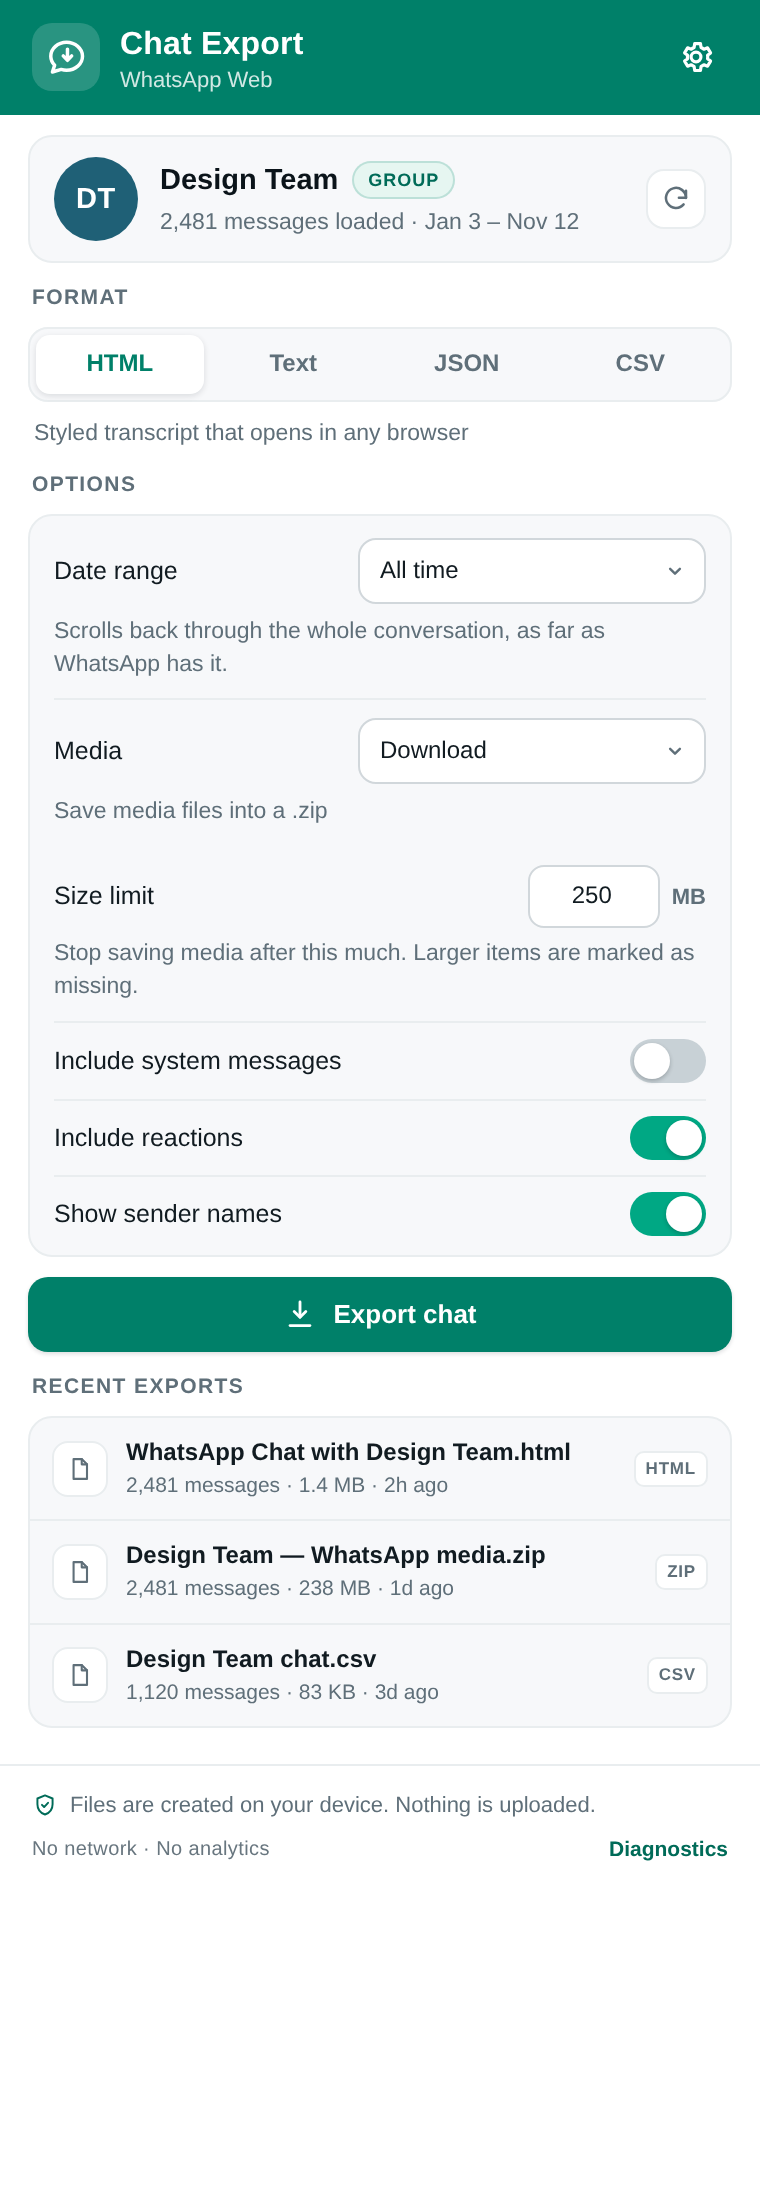 Chat Export
WhatsApp Web
DT
Design Team GROUP
2,481 messages loaded · Jan 3 – Nov 12
FORMAT
HTML Text JSON CSV
Styled transcript that opens in any browser
OPTIONS
Date range All time
Scrolls back through the whole conversation, as far as
WhatsApp has it.
Media Download
Save media files into a .zip
Size limit 250 MB
Stop saving media after this much. Larger items are marked as
missing.
Include system messages
Include reactions
Show sender names
Export chat
RECENT EXPORTS
WhatsApp Chat with Design Team.html
2,481 messages · 1.4 MB · 2h ago
HTML
Design Team — WhatsApp media.zip
2,481 messages · 238 MB · 1d ago
ZIP
Design Team chat.csv
1,120 messages · 83 KB · 3d ago
CSV
Files are created on your device. Nothing is uploaded.
No network · No analytics Diagnostics